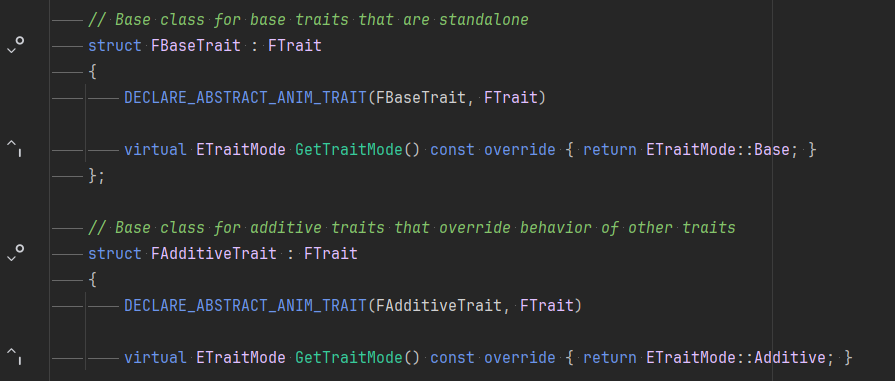 // Base class for base traits that are standalone
struct FBaseTrait : FTrait
{
DECLARE_ABSTRACT_ANIM_TRAIT(FBaseTrait, FTrait)
virtual ETraitMode GetTraitMode() const override { return ETraitMode::Base; }
};
// Base class for additive traits that override behavior of other traits
struct FAdditiveTrait : FTrait
{
DECLARE_ABSTRACT_ANIM_TRAIT(FAdditiveTrait, FTrait)
virtual ETraitMode GetTraitMode() const override { return ETraitMode::Additive; }